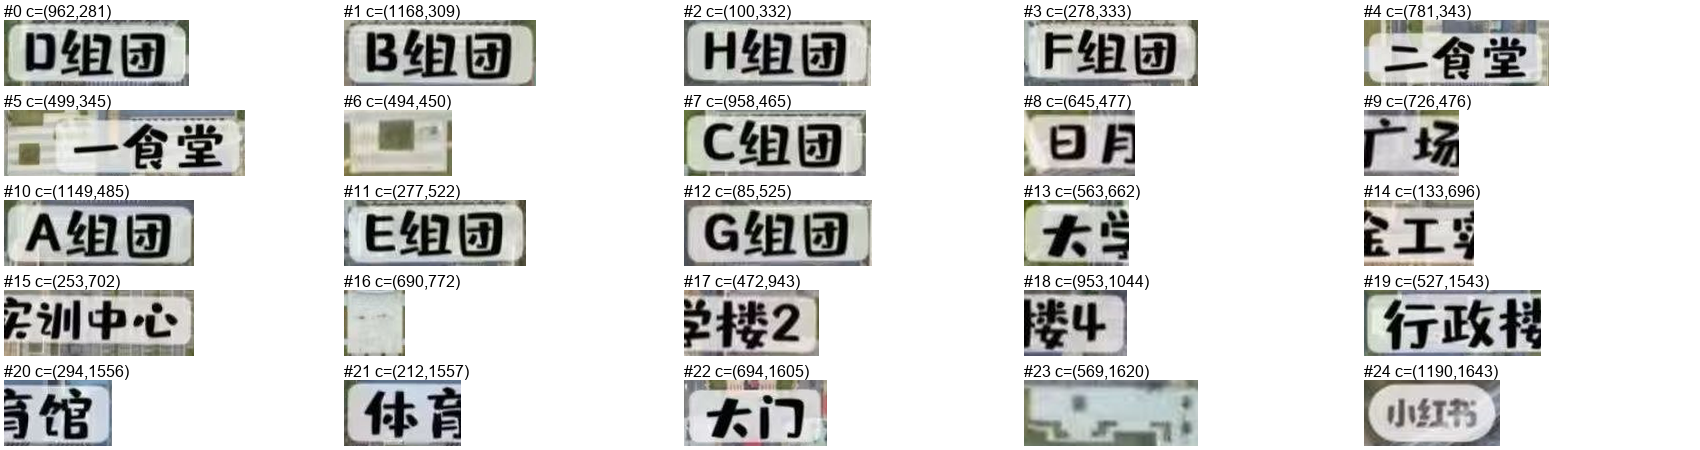 #0 c=(962,281)
D组团
#1 c=(1168,309)
B组团
#2 c=(100,332)
H组团
#3 c=(278,333)
F组团
#4 c=(781,343)
二食堂
#5 c=(499,345)
一食堂
#6 c=(494,450)
#7 c=(958,465)
C组团
#8 c=(645,477)
日月
#9 c=(726,476)
广场
#10 c=(1149,485)
A组团
#11 c=(277,522)
E组团
#12 c=(85,525)
G组团
#13 c=(563,662)
大学
#14 c=(133,696)
金工实
#15 c=(253,702)
实训中心
#16 c=(690,772)
#17 c=(472,943)
学楼2
#18 c=(953,1044)
楼4
#19 c=(527,1543)
行政楼
#20 c=(294,1556)
育馆
#21 c=(212,1557)
体育
#22 c=(694,1605)
大门
#23 c=(569,1620)
#24 c=(1190,1643)
小红书